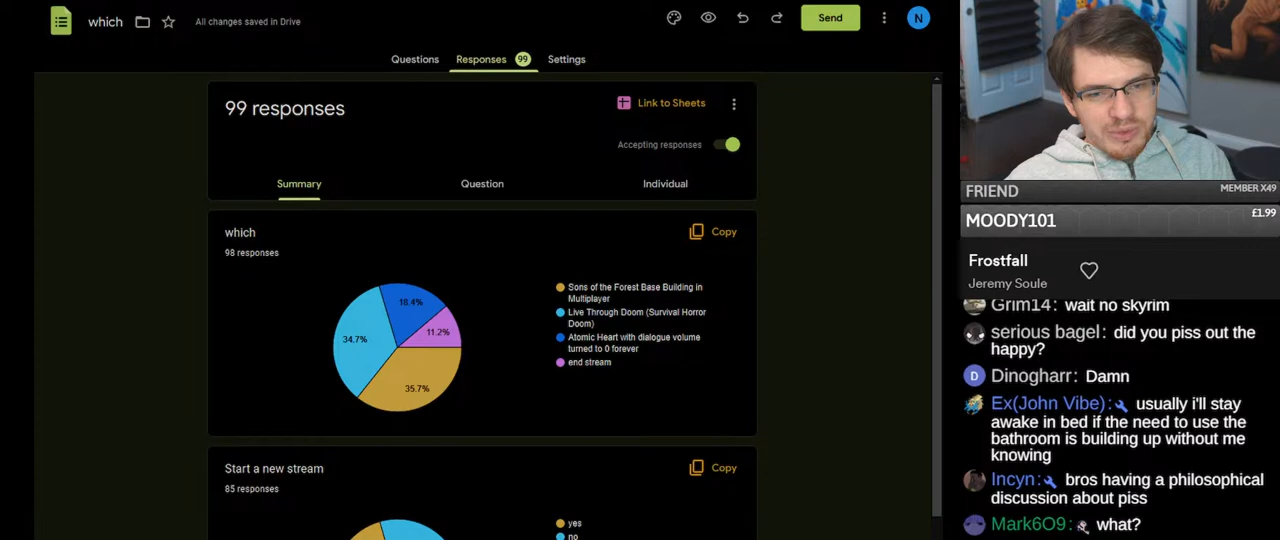 which
All changes saved in Drive
Send
N
Questions
Responses 99
Settings
99 responses
Link to Sheets
Accepting responses
Summary
Question
Individual
which
Copy
98 responses
18.4%
11.2%
34.7%
35.7%
Sons of the Forest Base Building in
Multiplayer
Live Through Doom (Survival Horror
Doom)
Atomic Heart with dialogue volume
turned to 0 forever
end stream
Start a new stream
Copy
85 responses
yes
no
FRIEND
MEMBER X49
MOODY101
£1.99
Frostfall
Jeremy Soule
Grim14: wait no skyrim
serious bagel: did you piss out the
happy?
D Dinogharr: Damn
Ex(John Vibe): usually i'll stay
awake in bed if the need to use the
bathroom is building up without me
knowing
Incyn: bros having a philosophical
discussion about piss
Mark6O9: what?